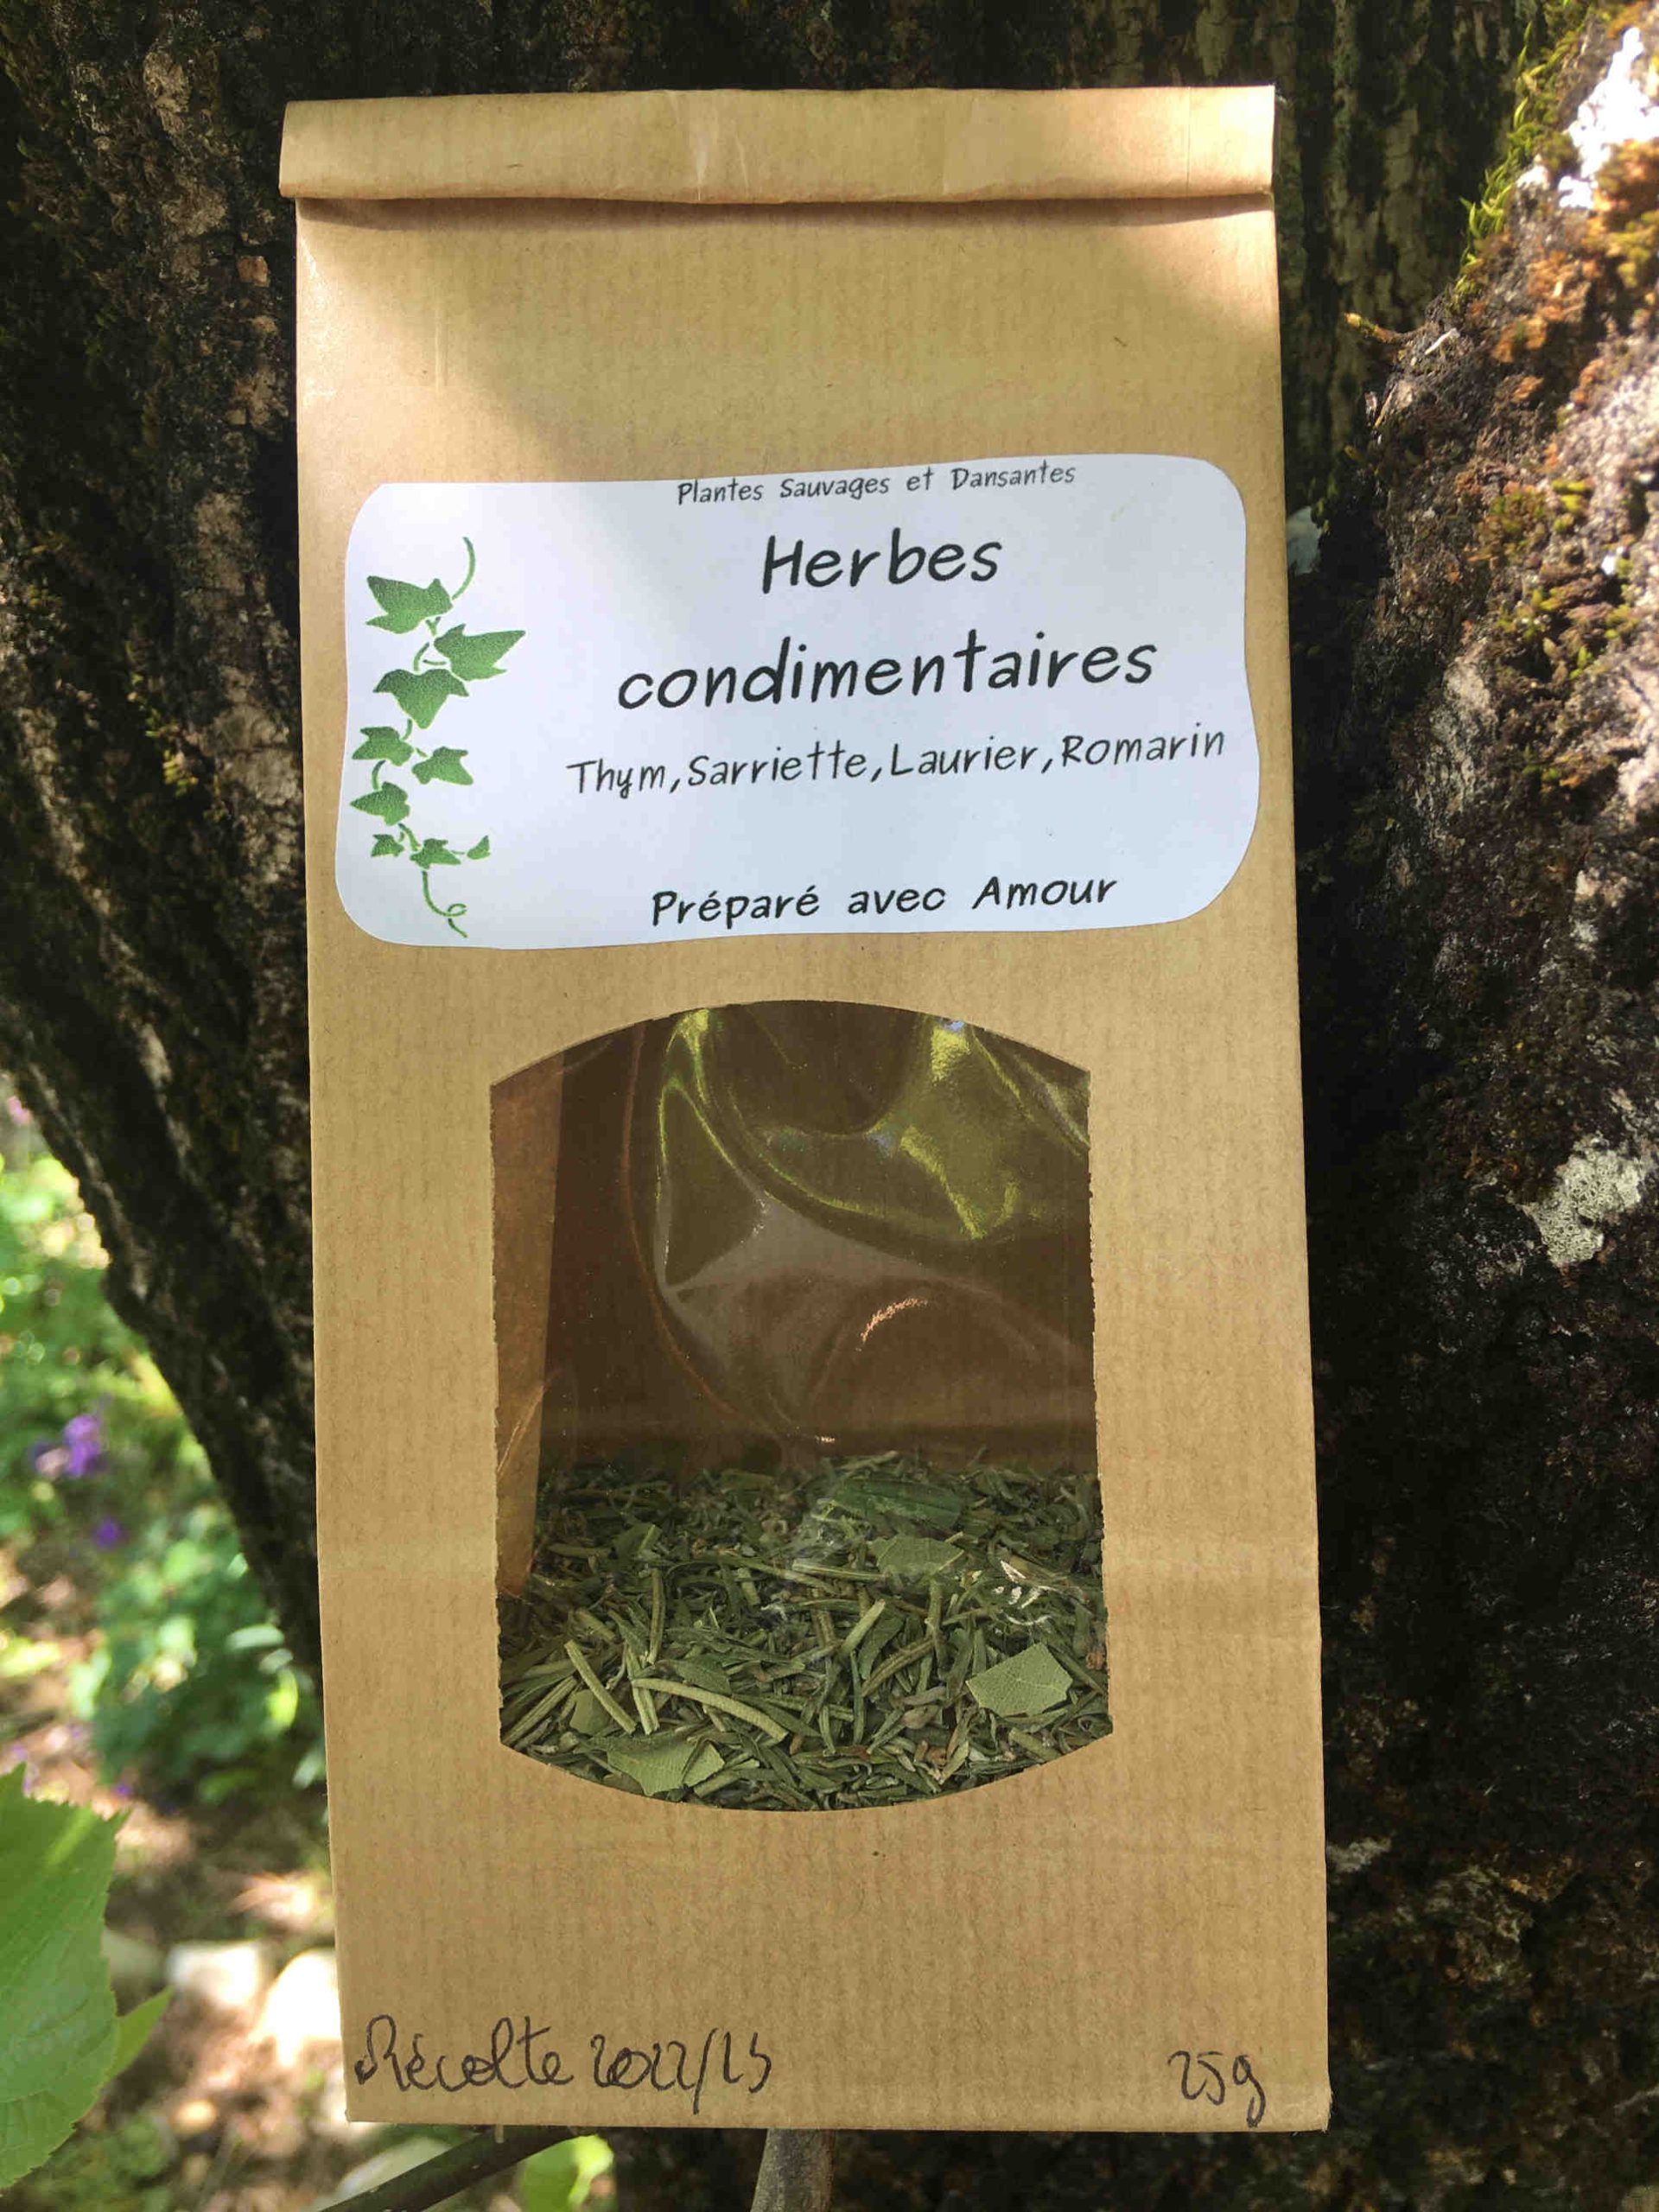 Plantes Sauvages et Dansantes
Herbes
condimentaires
Thym, Sarriette, Laurier, Romarin
Préparé avec Amour
Récolte 2022/23
25g